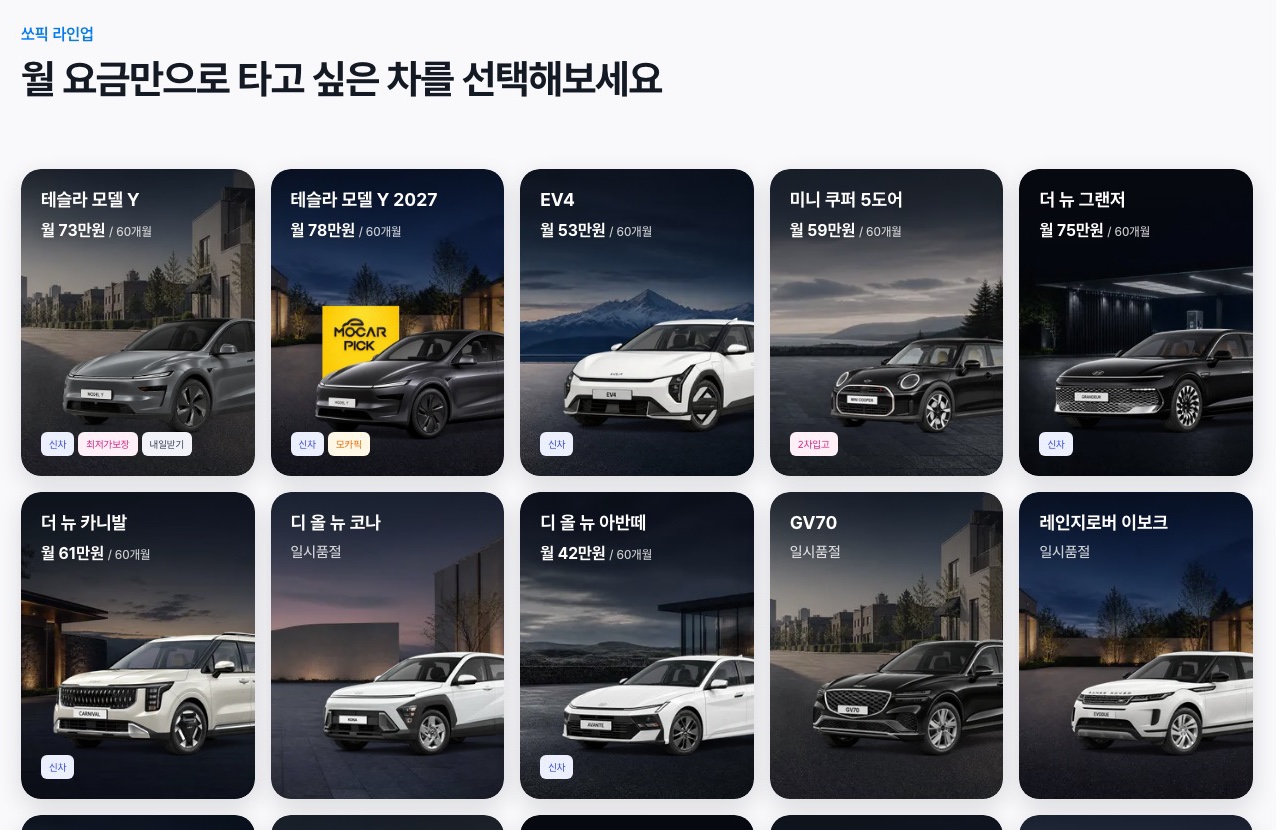 쏘픽 라인업
월 요금만으로 타고 싶은 차를 선택해보세요
테슬라 모델 Y
월 73만원 / 60개월
MODEL Y
신차 최저가보장 내일받기
테슬라 모델 Y 2027
월 78만원 / 60개월
MOCAR
PICK
MODEL Y
신차 모카픽
EV4
월 53만원 / 60개월
EV4
신차
미니 쿠퍼 5도어
월 59만원 / 60개월
MINI COOPER
2차입고
더 뉴 그랜저
월 75만원 / 60개월
GRANDEUR
신차
더 뉴 카니발
월 61만원 / 60개월
CARNIVAL
신차
디 올 뉴 코나
일시품절
KONA
디 올 뉴 아반떼
월 42만원 / 60개월
AVANTE
신차
GV70
일시품절
GV70
레인지로버 이보크
일시품절
RANGE ROVER
EVOQUE